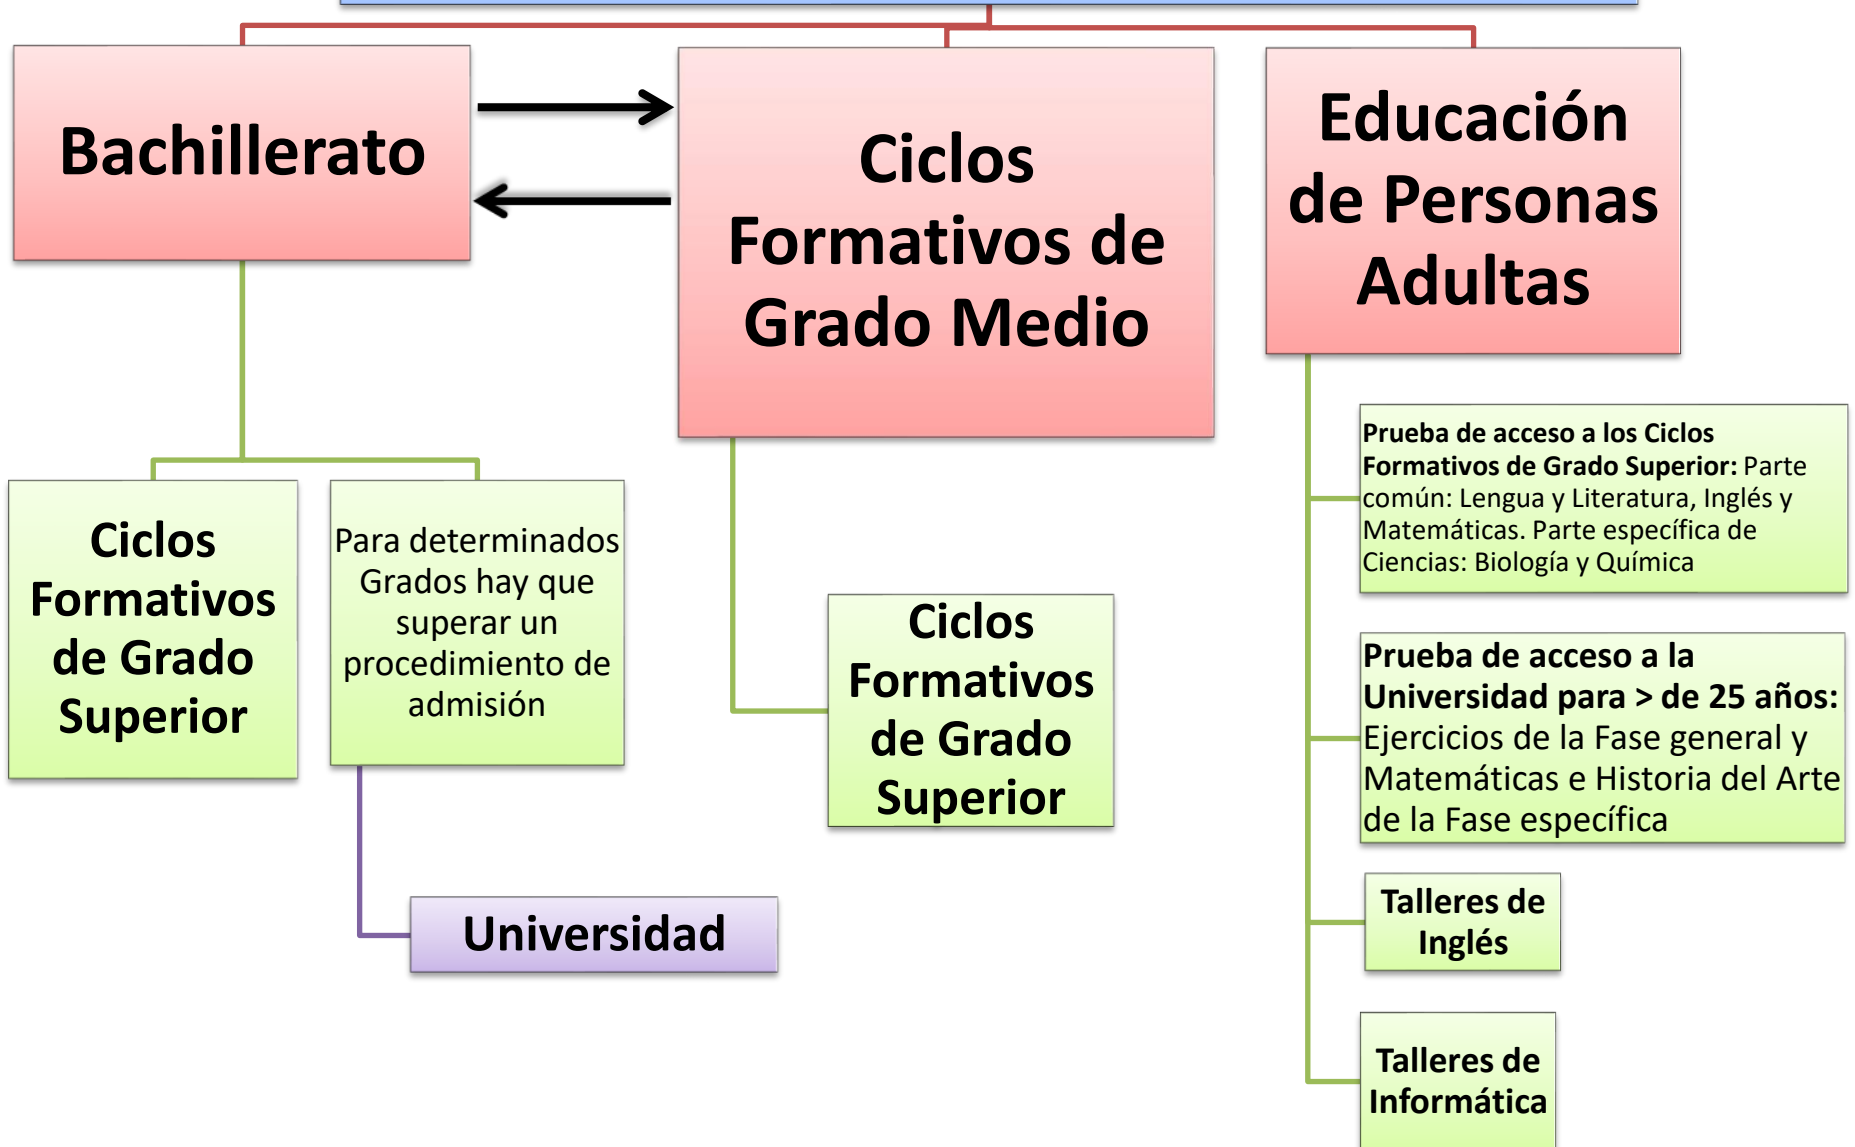 Bachillerato
Ciclos
Formativos de
Grado Medio
Educación
de Personas
Adultas
Ciclos
Formativos
de Grado
Superior
Para determinados
Grados hay que
superar un
procedimiento de
admisión
Universidad
Ciclos
Formativos
de Grado
Superior
Prueba de acceso a los Ciclos
Formativos de Grado Superior: Parte
común: Lengua y Literatura, Inglés y
Matemáticas. Parte específica de
Ciencias: Biología y Química
Prueba de acceso a la
Universidad para > de 25 años:
Ejercicios de la Fase general y
Matemáticas e Historia del Arte
de la Fase específica
Talleres de
Inglés
Talleres de
Informática